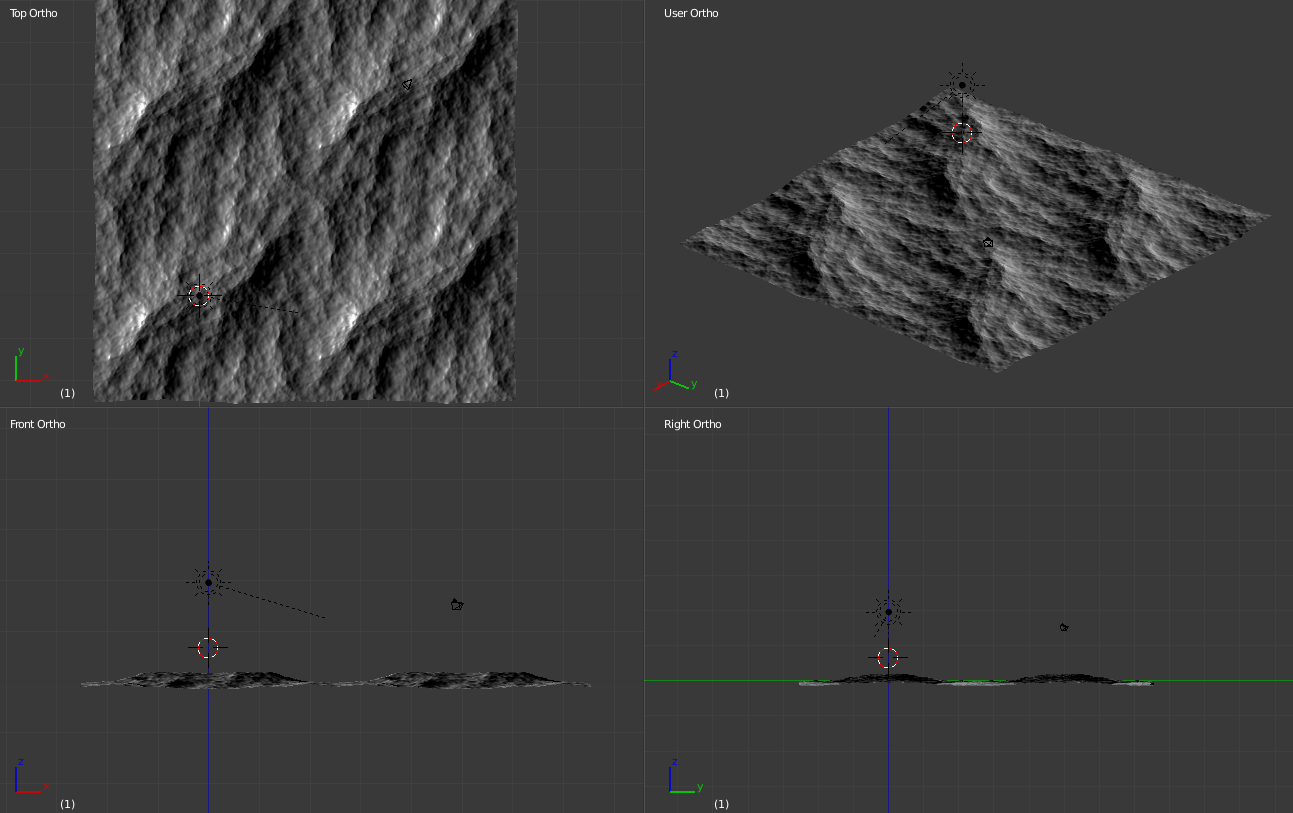 Top Ortho
y
x
(1)
User Ortho
z
x
y
(1)
Front Ortho
z
x
(1)
Right Ortho
z
y
(1)